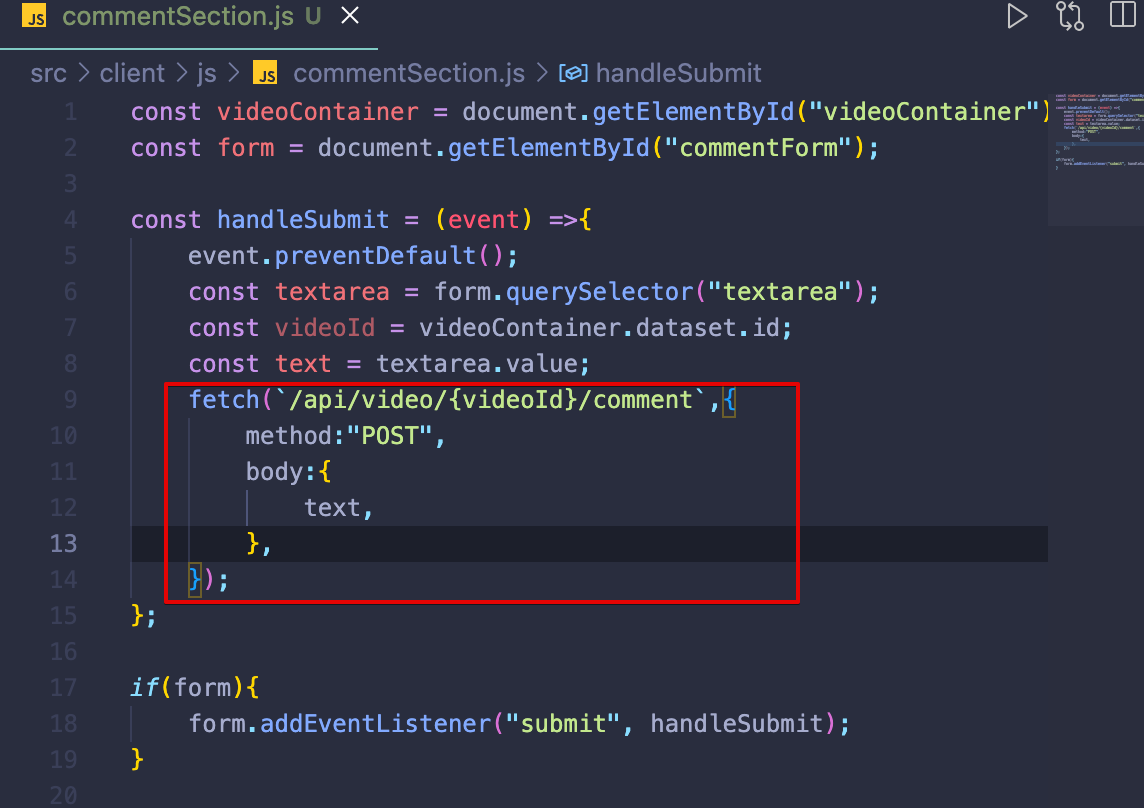 JS commentSection.js U
src > client > js > JS commentSection.js > handleSubmit
1 const videoContainer = document.getElementById("videoContainer")
2 const form = document.getElementById("commentForm");
3
4 const handleSubmit = (event) =>{
5 event.preventDefault();
6 const textarea = form.querySelector("textarea");
7 const videoId = videoContainer.dataset.id;
8 const text = textarea.value;
9 fetch(`/api/video/{videoId}/comment`,{
10 method:"POST",
11 body:{
12 text,
13 },
14 });
15 };
16
17 if(form){
18 form.addEventListener("submit", handleSubmit);
19 }
20